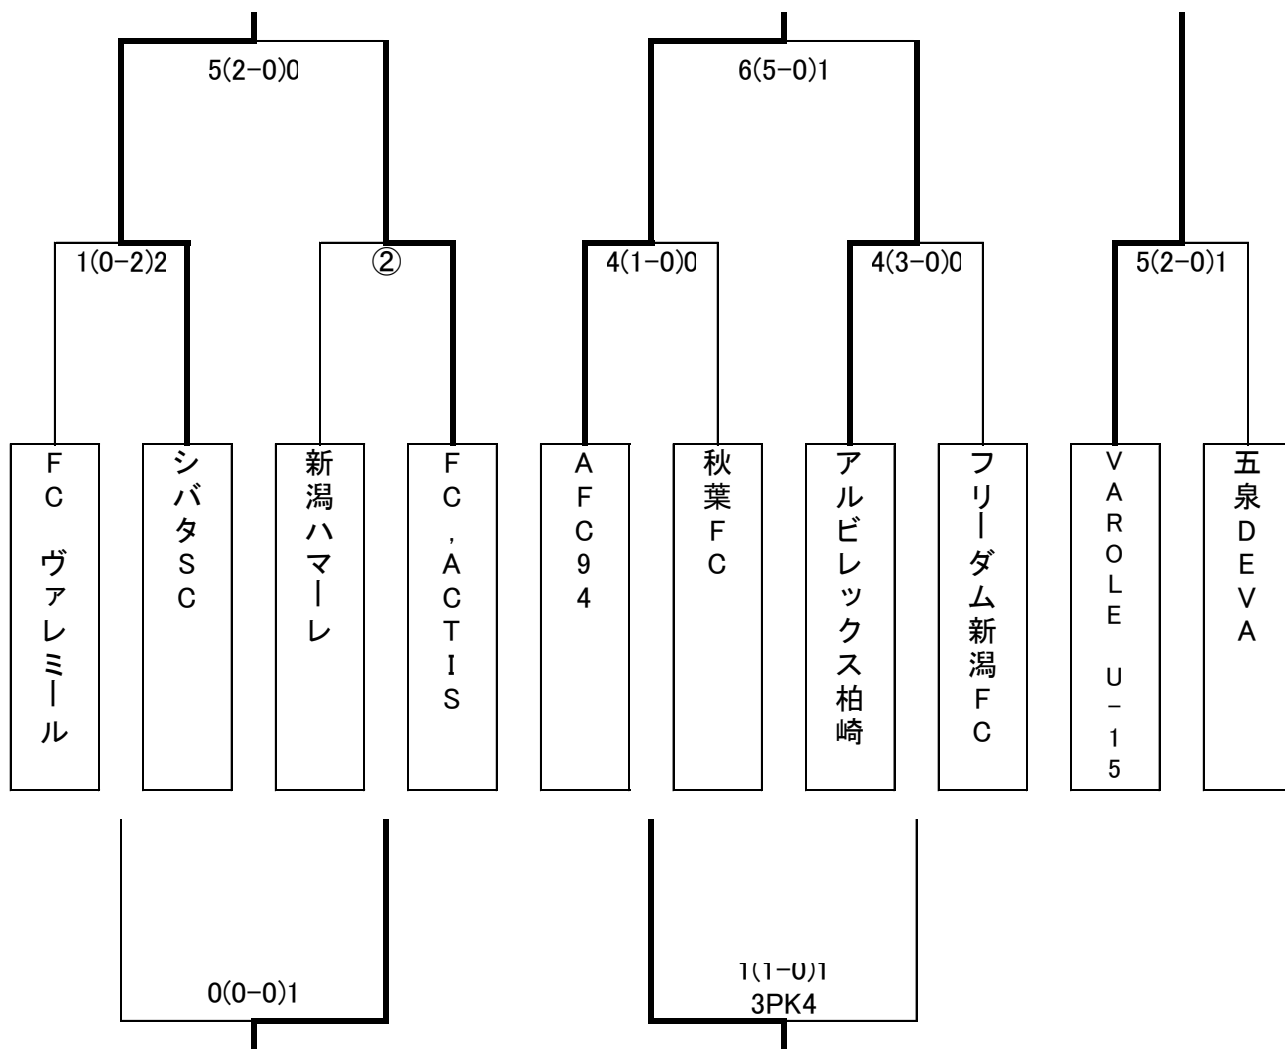 5(2-0)0
6(5-0)1
1(0-2)2
②
4(1-0)0
4(3-0)0
5(2-0)1
FC ヴァレミール
シバタSC
新潟ハマーレ
FC,ACTIS
AFC94
秋葉FC
アルビレックス柏崎
フリーダム新潟FC
VAROLE U-15
五泉DEVA
0(0-0)1
1(1-0)1
3PK4